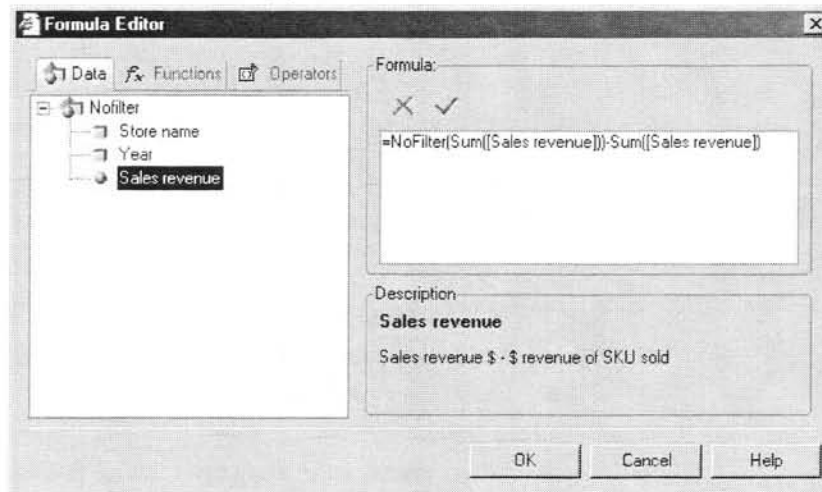 Formula Editor
Data
Functions
Operators
Nofilter
Store name
Year
Sales revenue
Formula:
=NoFilter(Sum([Sales revenue]))-Sum([Sales revenue])
Description
Sales revenue
Sales revenue $ - $ revenue of SKU sold
OK
Cancel
Help